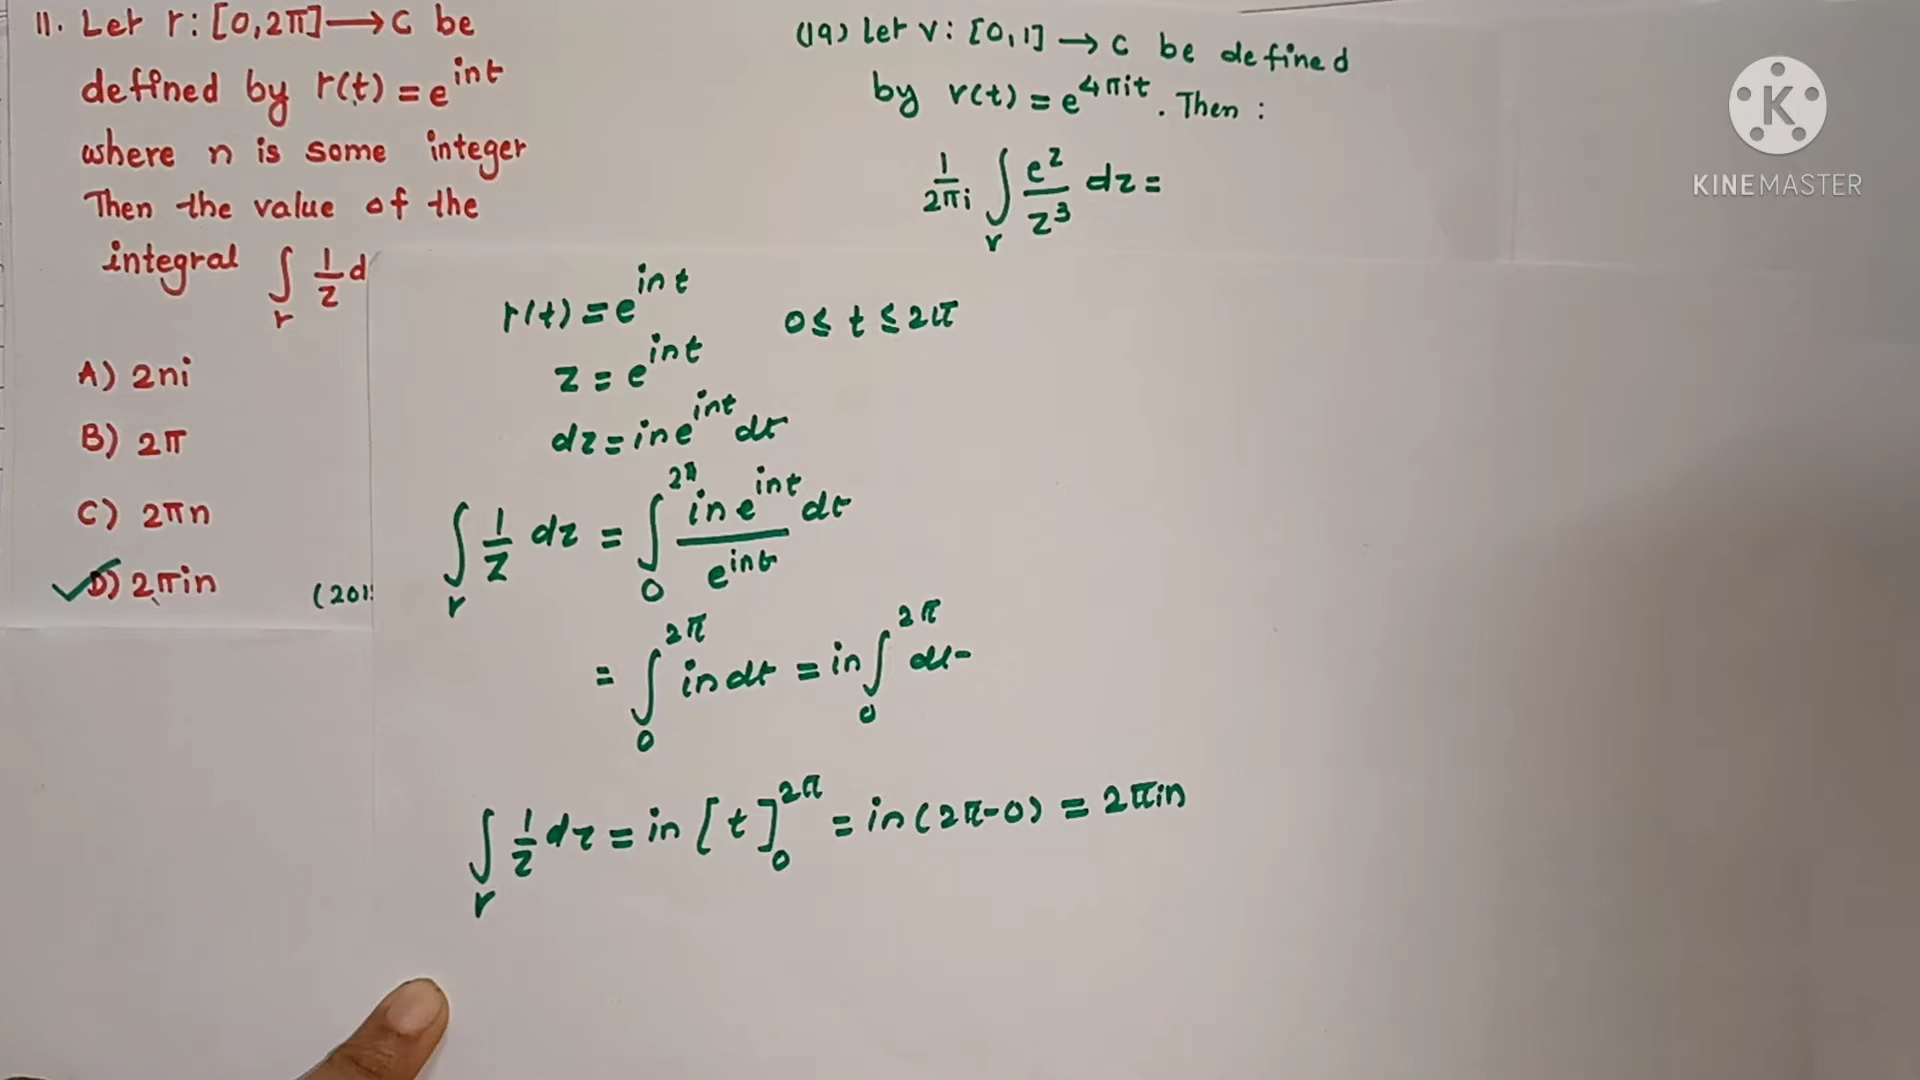 11. Let r: [0,2π]⟶C be
defined by r(t) = e^int
where n is some integer
Then the value of the
integral ∫_r 1/z d
A) 2ni
B) 2π
C) 2πn
✓D) 2πin
(201
(19) Let r: [0,1] → C be defined
by r(t) = e^4πit . Then :
1/2πi ∫_r e^z/z^3 dz =
r(t) = e^int 0 ≤ t ≤ 2π
z = e^int
dz = in e^int dt
∫_r 1/z dz = ∫_0^2π in e^int dt / e^int
= ∫_0^2π in dt = in ∫_0^2π dt
∫_r 1/z dz = in [t]_0^2π = in(2π-0) = 2πin
KINEMASTER